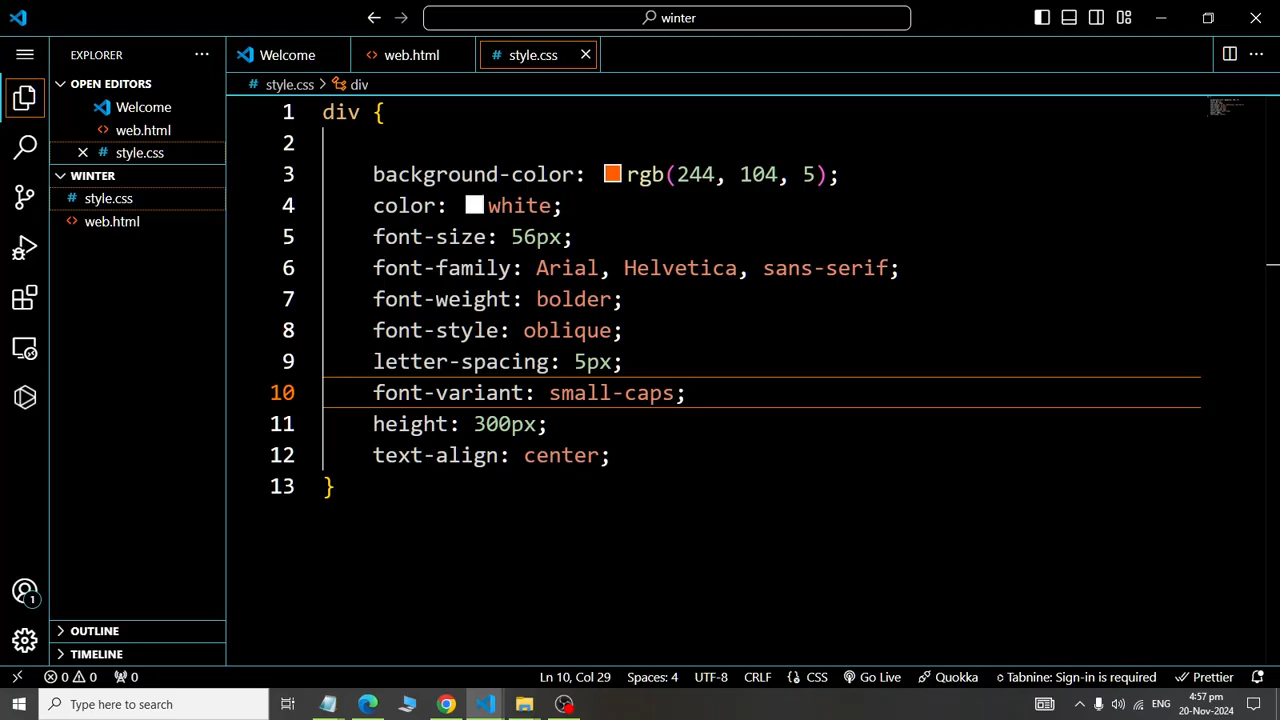 winter
EXPLORER
Welcome
web.html
style.css
OPEN EDITORS
Welcome
web.html
style.css
WINTER
style.css
web.html
style.css > div
1 div {
2
3 background-color: rgb(244, 104, 5);
4 color: white;
5 font-size: 56px;
6 font-family: Arial, Helvetica, sans-serif;
7 font-weight: bolder;
8 font-style: oblique;
9 letter-spacing: 5px;
10 font-variant: small-caps;
11 height: 300px;
12 text-align: center;
13 }
1
OUTLINE
TIMELINE
0 0 0 Ln 10, Col 29 Spaces: 4 UTF-8 CRLF {} CSS Go Live Quokka Tabnine: Sign-in is required Prettier
Type here to search
ENG
4:57 pm
20-Nov-2024